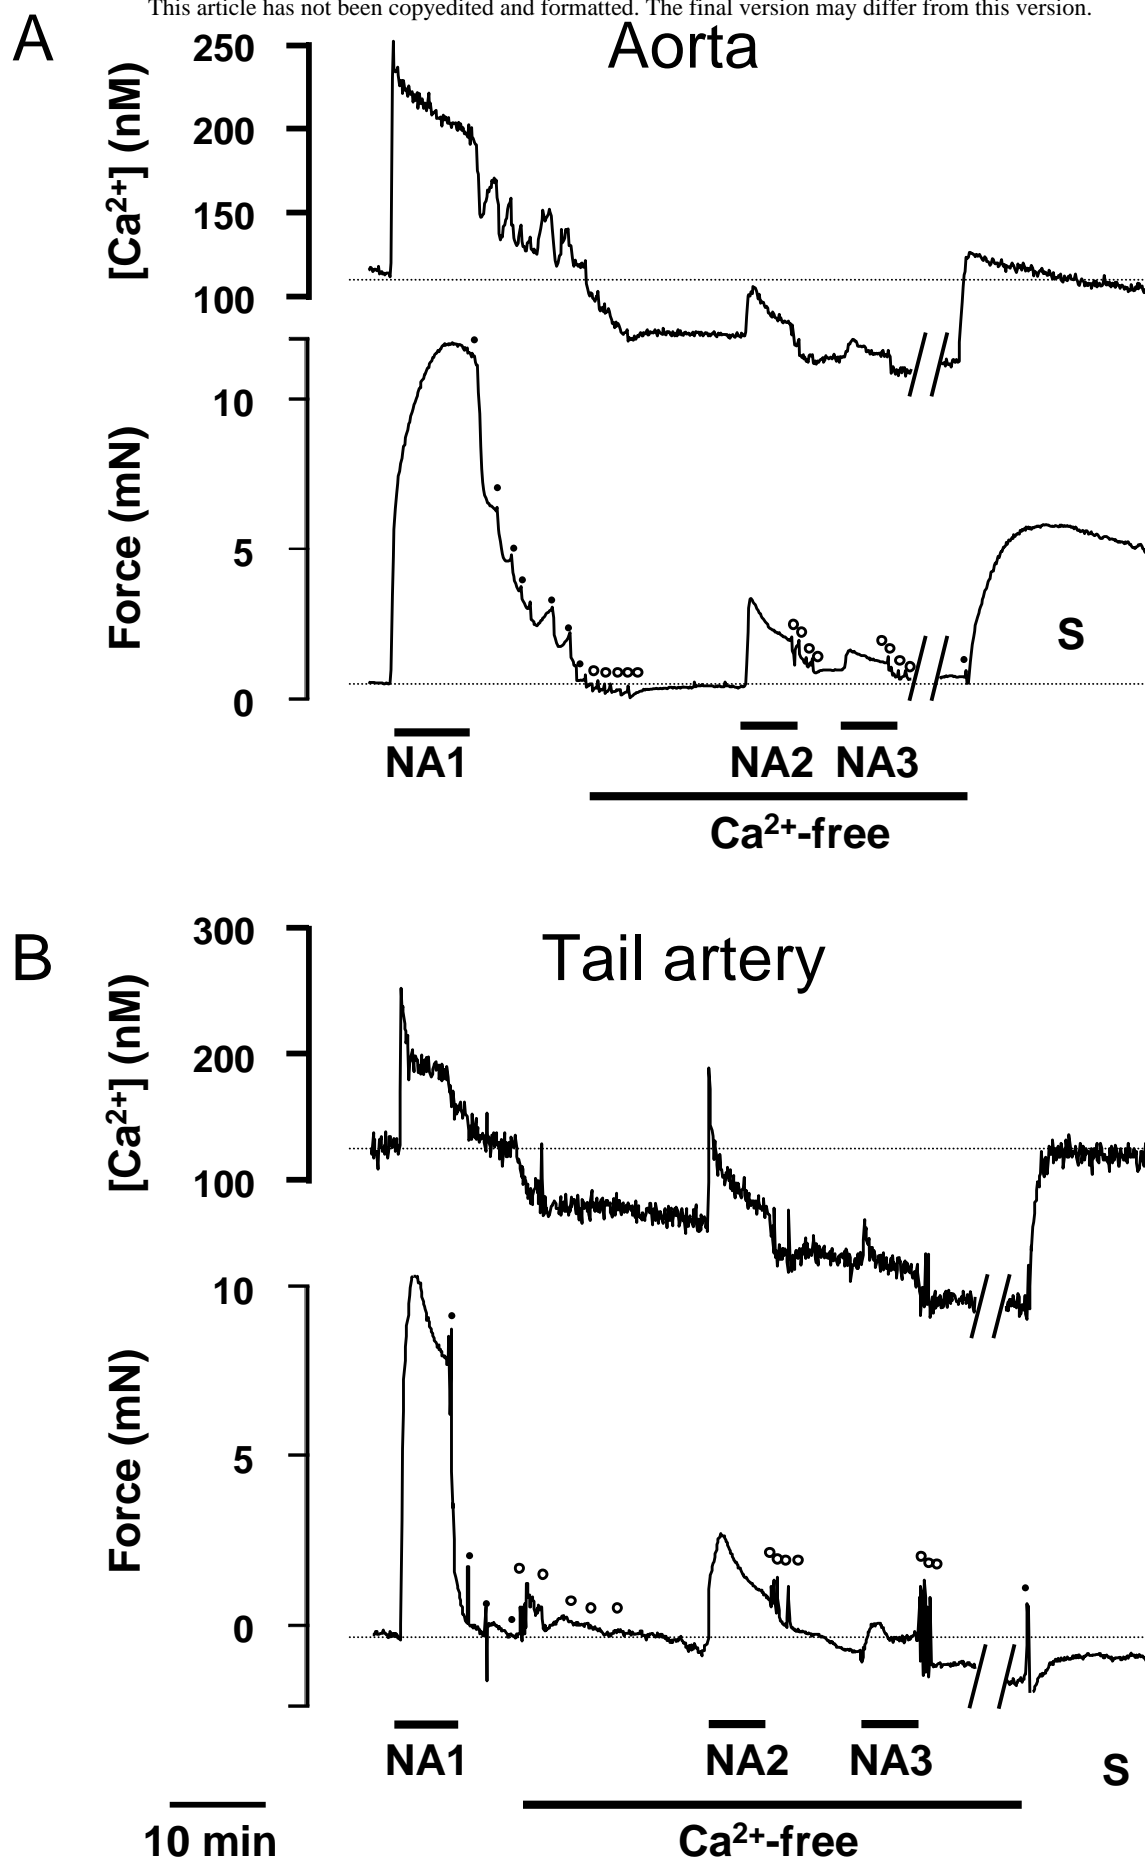 This article has not been copyedited and formatted. The final version may differ from this version.
A
Aorta
[Ca²⁺] (nM)
250
200
150
100
Force (mN)
10
5
0
S
NA1
NA2
NA3
Ca²⁺-free
B
Tail artery
[Ca²⁺] (nM)
300
200
100
Force (mN)
10
5
0
NA1
NA2
NA3
S
10 min
Ca²⁺-free